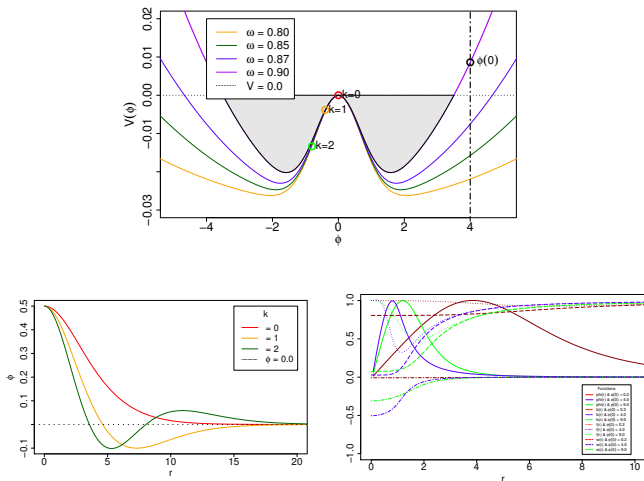 0.02
0.01
0.00
−0.01
−0.03
V(ϕ)
ω = 0.80
ω = 0.85
ω = 0.87
ω = 0.90
V = 0.0
k=0
k=1
k=2
ϕ(0)
−4 −2 0 2 4
ϕ
0.5
0.4
0.3
0.2
0.1
−0.1
ϕ
k
= 0
= 1
= 2
ϕ = 0.0
0 5 10 15 20
r
1.0
0.5
0.0
−0.5
−1.0
Functions
0 2 4 6 8 10
r